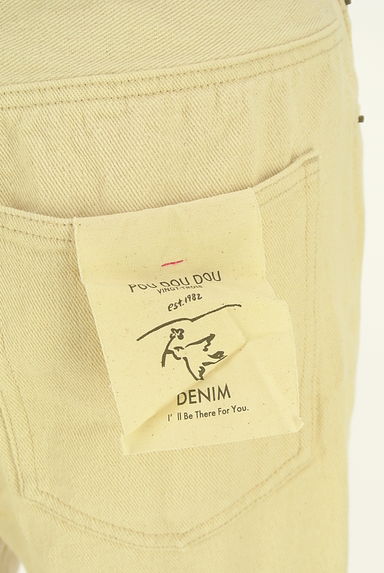 POU DOU DOU
VINGT-TROIS
est.1982
DENIM
I' ll Be There For You.